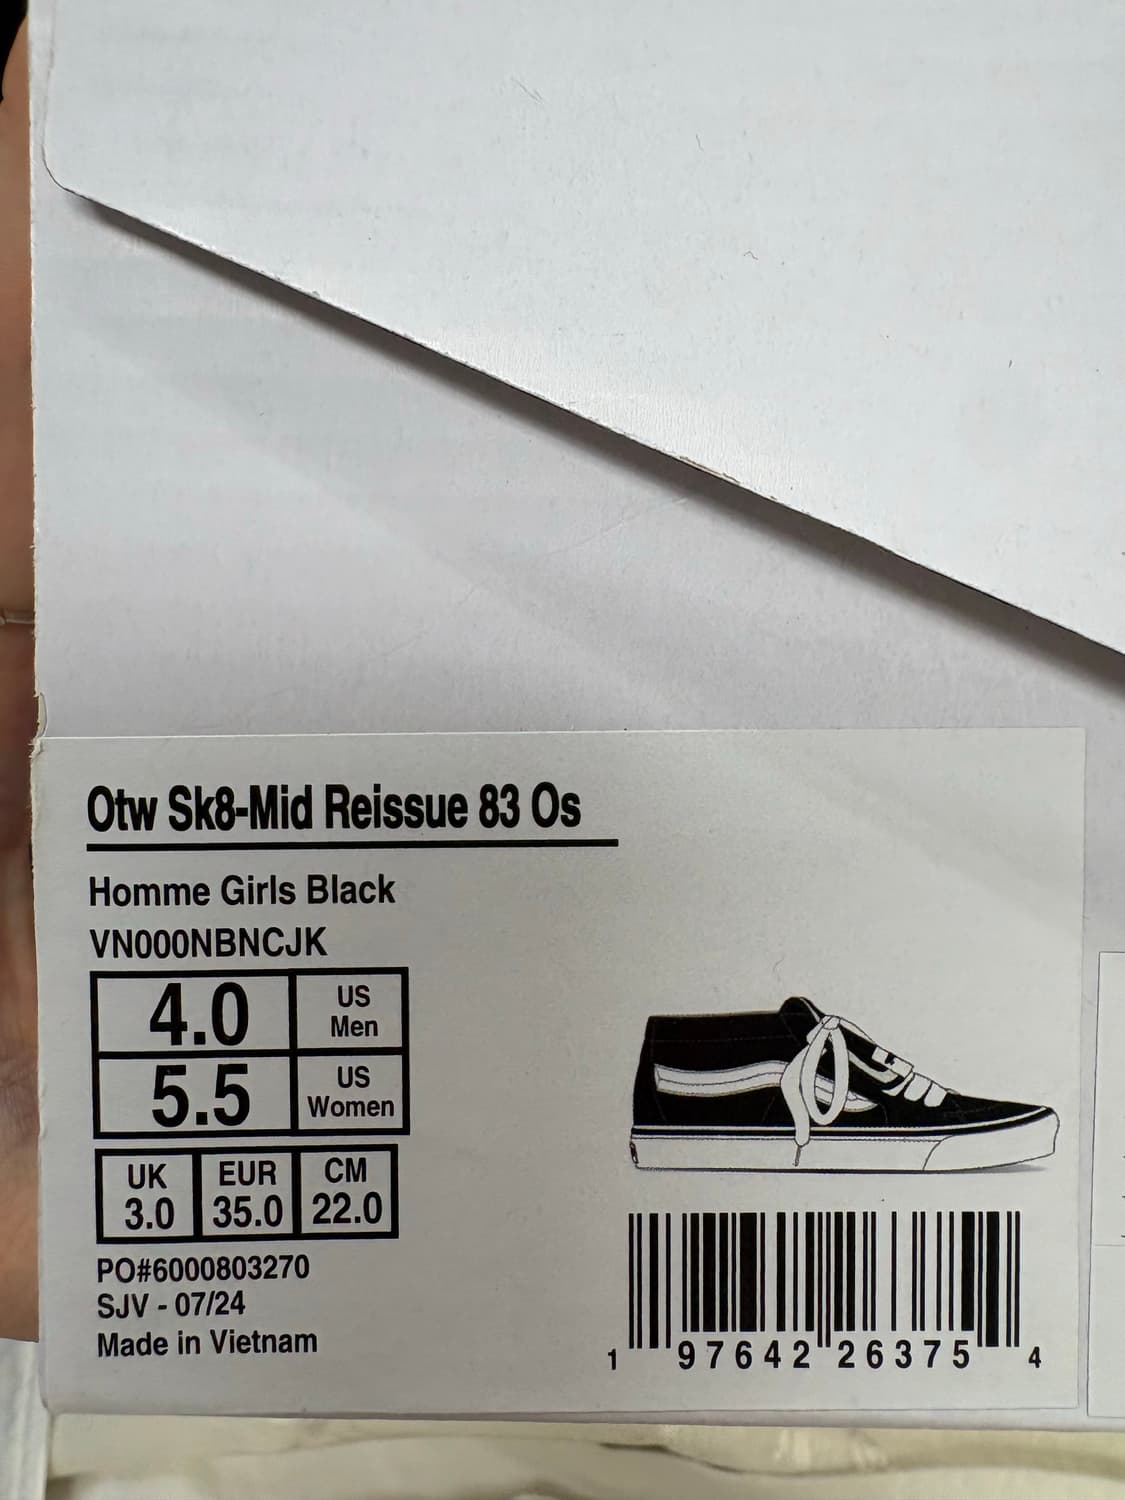 Otw Sk8-Mid Reissue 83 Os
Homme Girls Black
VN000NBNCJK
4.0 US Men
5.5 US Women
UK EUR CM
3.0 35.0 22.0
PO#6000803270
SJV - 07/24
Made in Vietnam
1 97642 26375 4